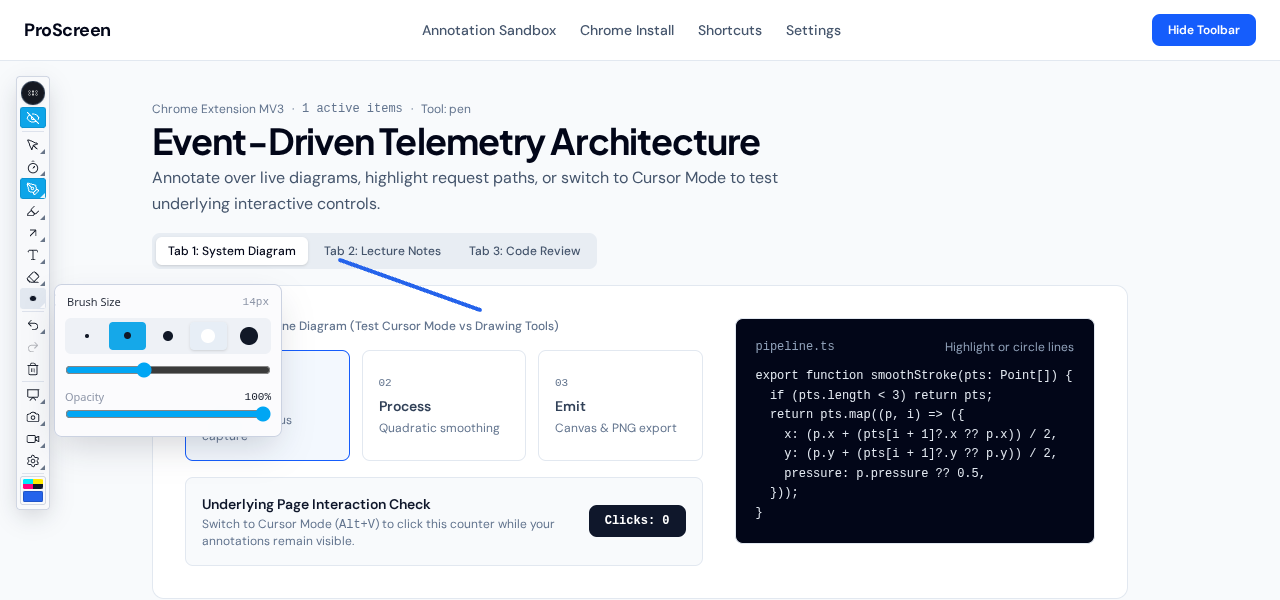 ProScreen
Annotation Sandbox
Chrome Install
Shortcuts
Settings
Hide Toolbar
Chrome Extension MV3 · 1 active items · Tool: pen
Event-Driven Telemetry Architecture
Annotate over live diagrams, highlight request paths, or switch to Cursor Mode to test
underlying interactive controls.
Tab 1: System Diagram
Tab 2: Lecture Notes
Tab 3: Code Review
Brush Size
14px
Opacity
100%
Diagram (Test Cursor Mode vs Drawing Tools)
capture
02
Process
Quadratic smoothing
03
Emit
Canvas & PNG export
Underlying Page Interaction Check
Switch to Cursor Mode (Alt+V) to click this counter while your
annotations remain visible.
Clicks: 0
pipeline.ts
Highlight or circle lines
export function smoothStroke(pts: Point[]) {
  if (pts.length < 3) return pts;
  return pts.map((p, i) => ({
    x: (p.x + (pts[i + 1]?.x ?? p.x)) / 2,
    y: (p.y + (pts[i + 1]?.y ?? p.y)) / 2,
    pressure: p.pressure ?? 0.5,
  }));
}